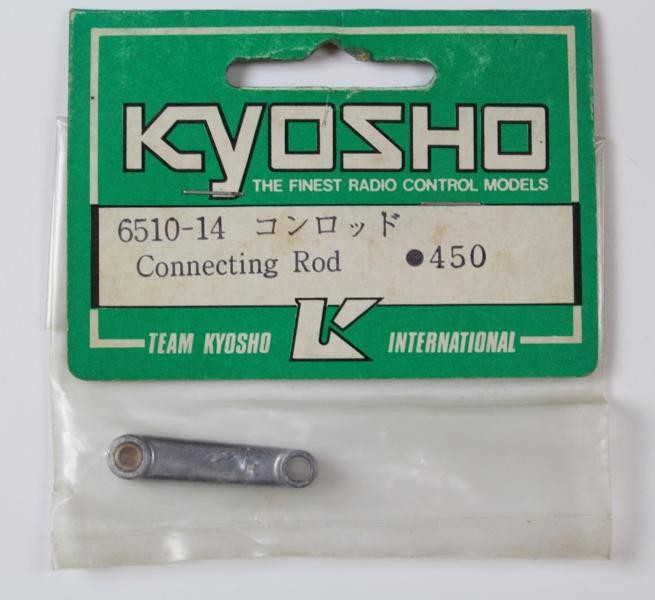 KYOSHO
THE FINEST RADIO CONTROL MODELS
6510-14 コンロッド
Connecting Rod ●450
TEAM KYOSHO K INTERNATIONAL